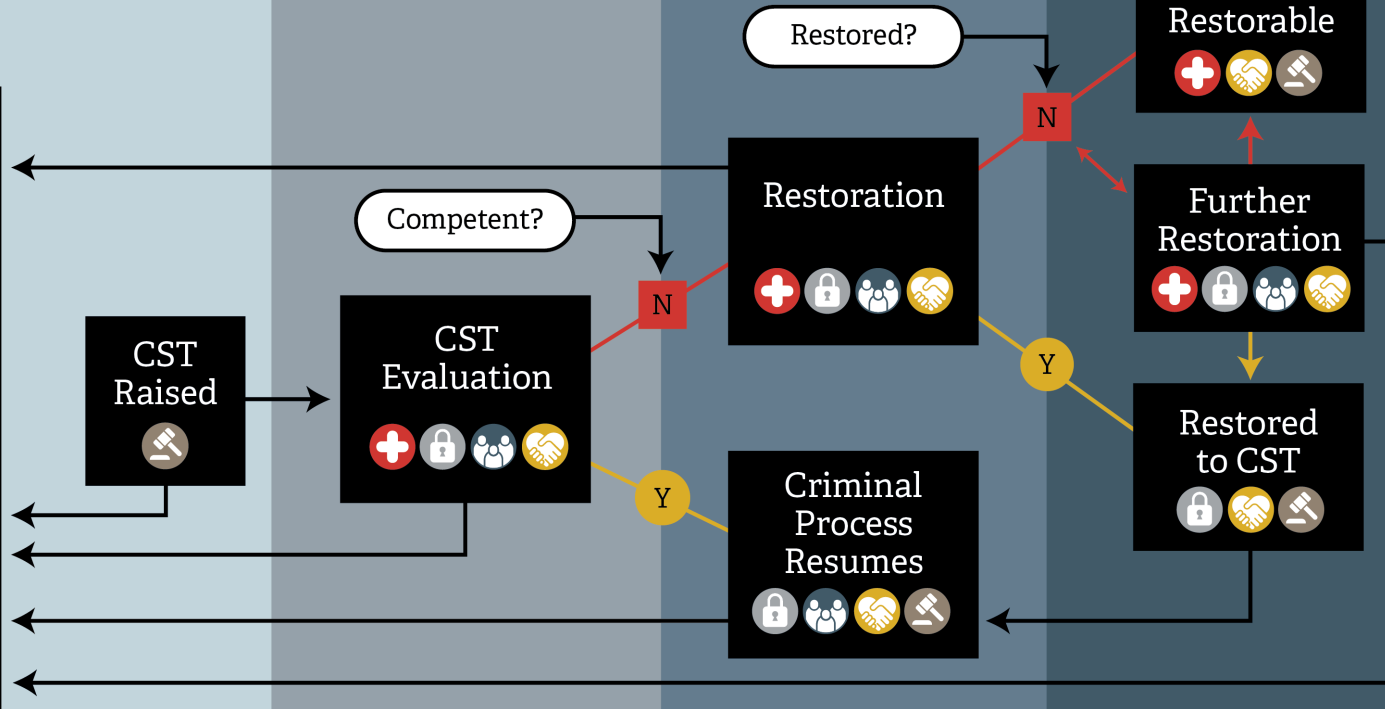 Restored?
Restorable
N
Restoration
Further
Restoration
Competent?
N
CST
Evaluation
CST
Raised
Y
Restored
to CST
Y
Criminal
Process
Resumes